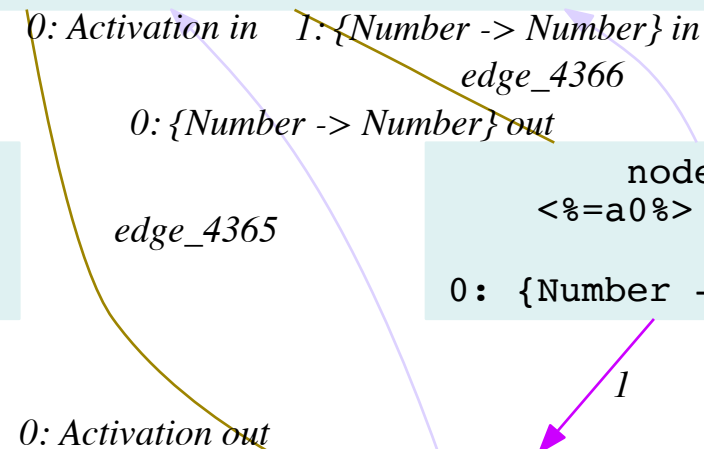 0: Activation in 1: {Number -> Number} in
edge_4366
0: {Number -> Number} out
node
<%=a0%>
edge_4365
0: {Number -
1
0: Activation out